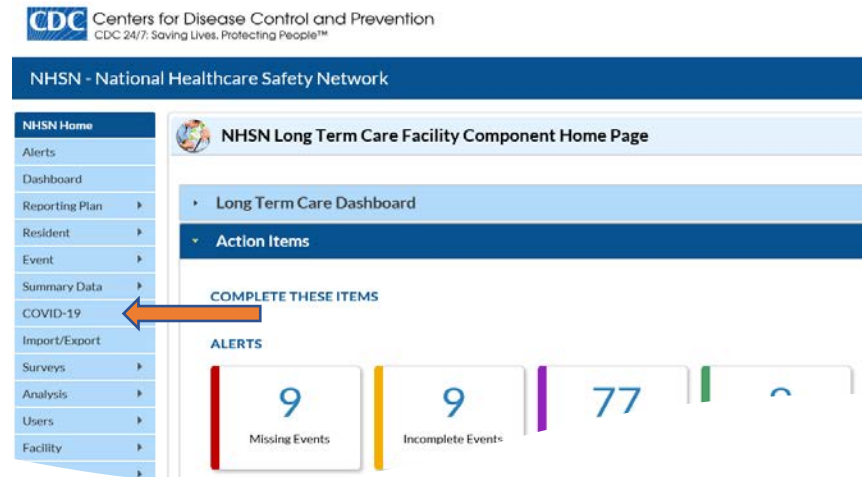 CDC Centers for Disease Control and Prevention
CDC 24/7: Saving Lives. Protecting People™
NHSN - National Healthcare Safety Network
NHSN Home
Alerts
Dashboard
Reporting Plan
Resident
Event
Summary Data
COVID-19
Import/Export
Surveys
Analysis
Users
Facility
NHSN Long Term Care Facility Component Home Page
Long Term Care Dashboard
Action Items
COMPLETE THESE ITEMS
ALERTS
9
Missing Events
9
Incomplete Events
77